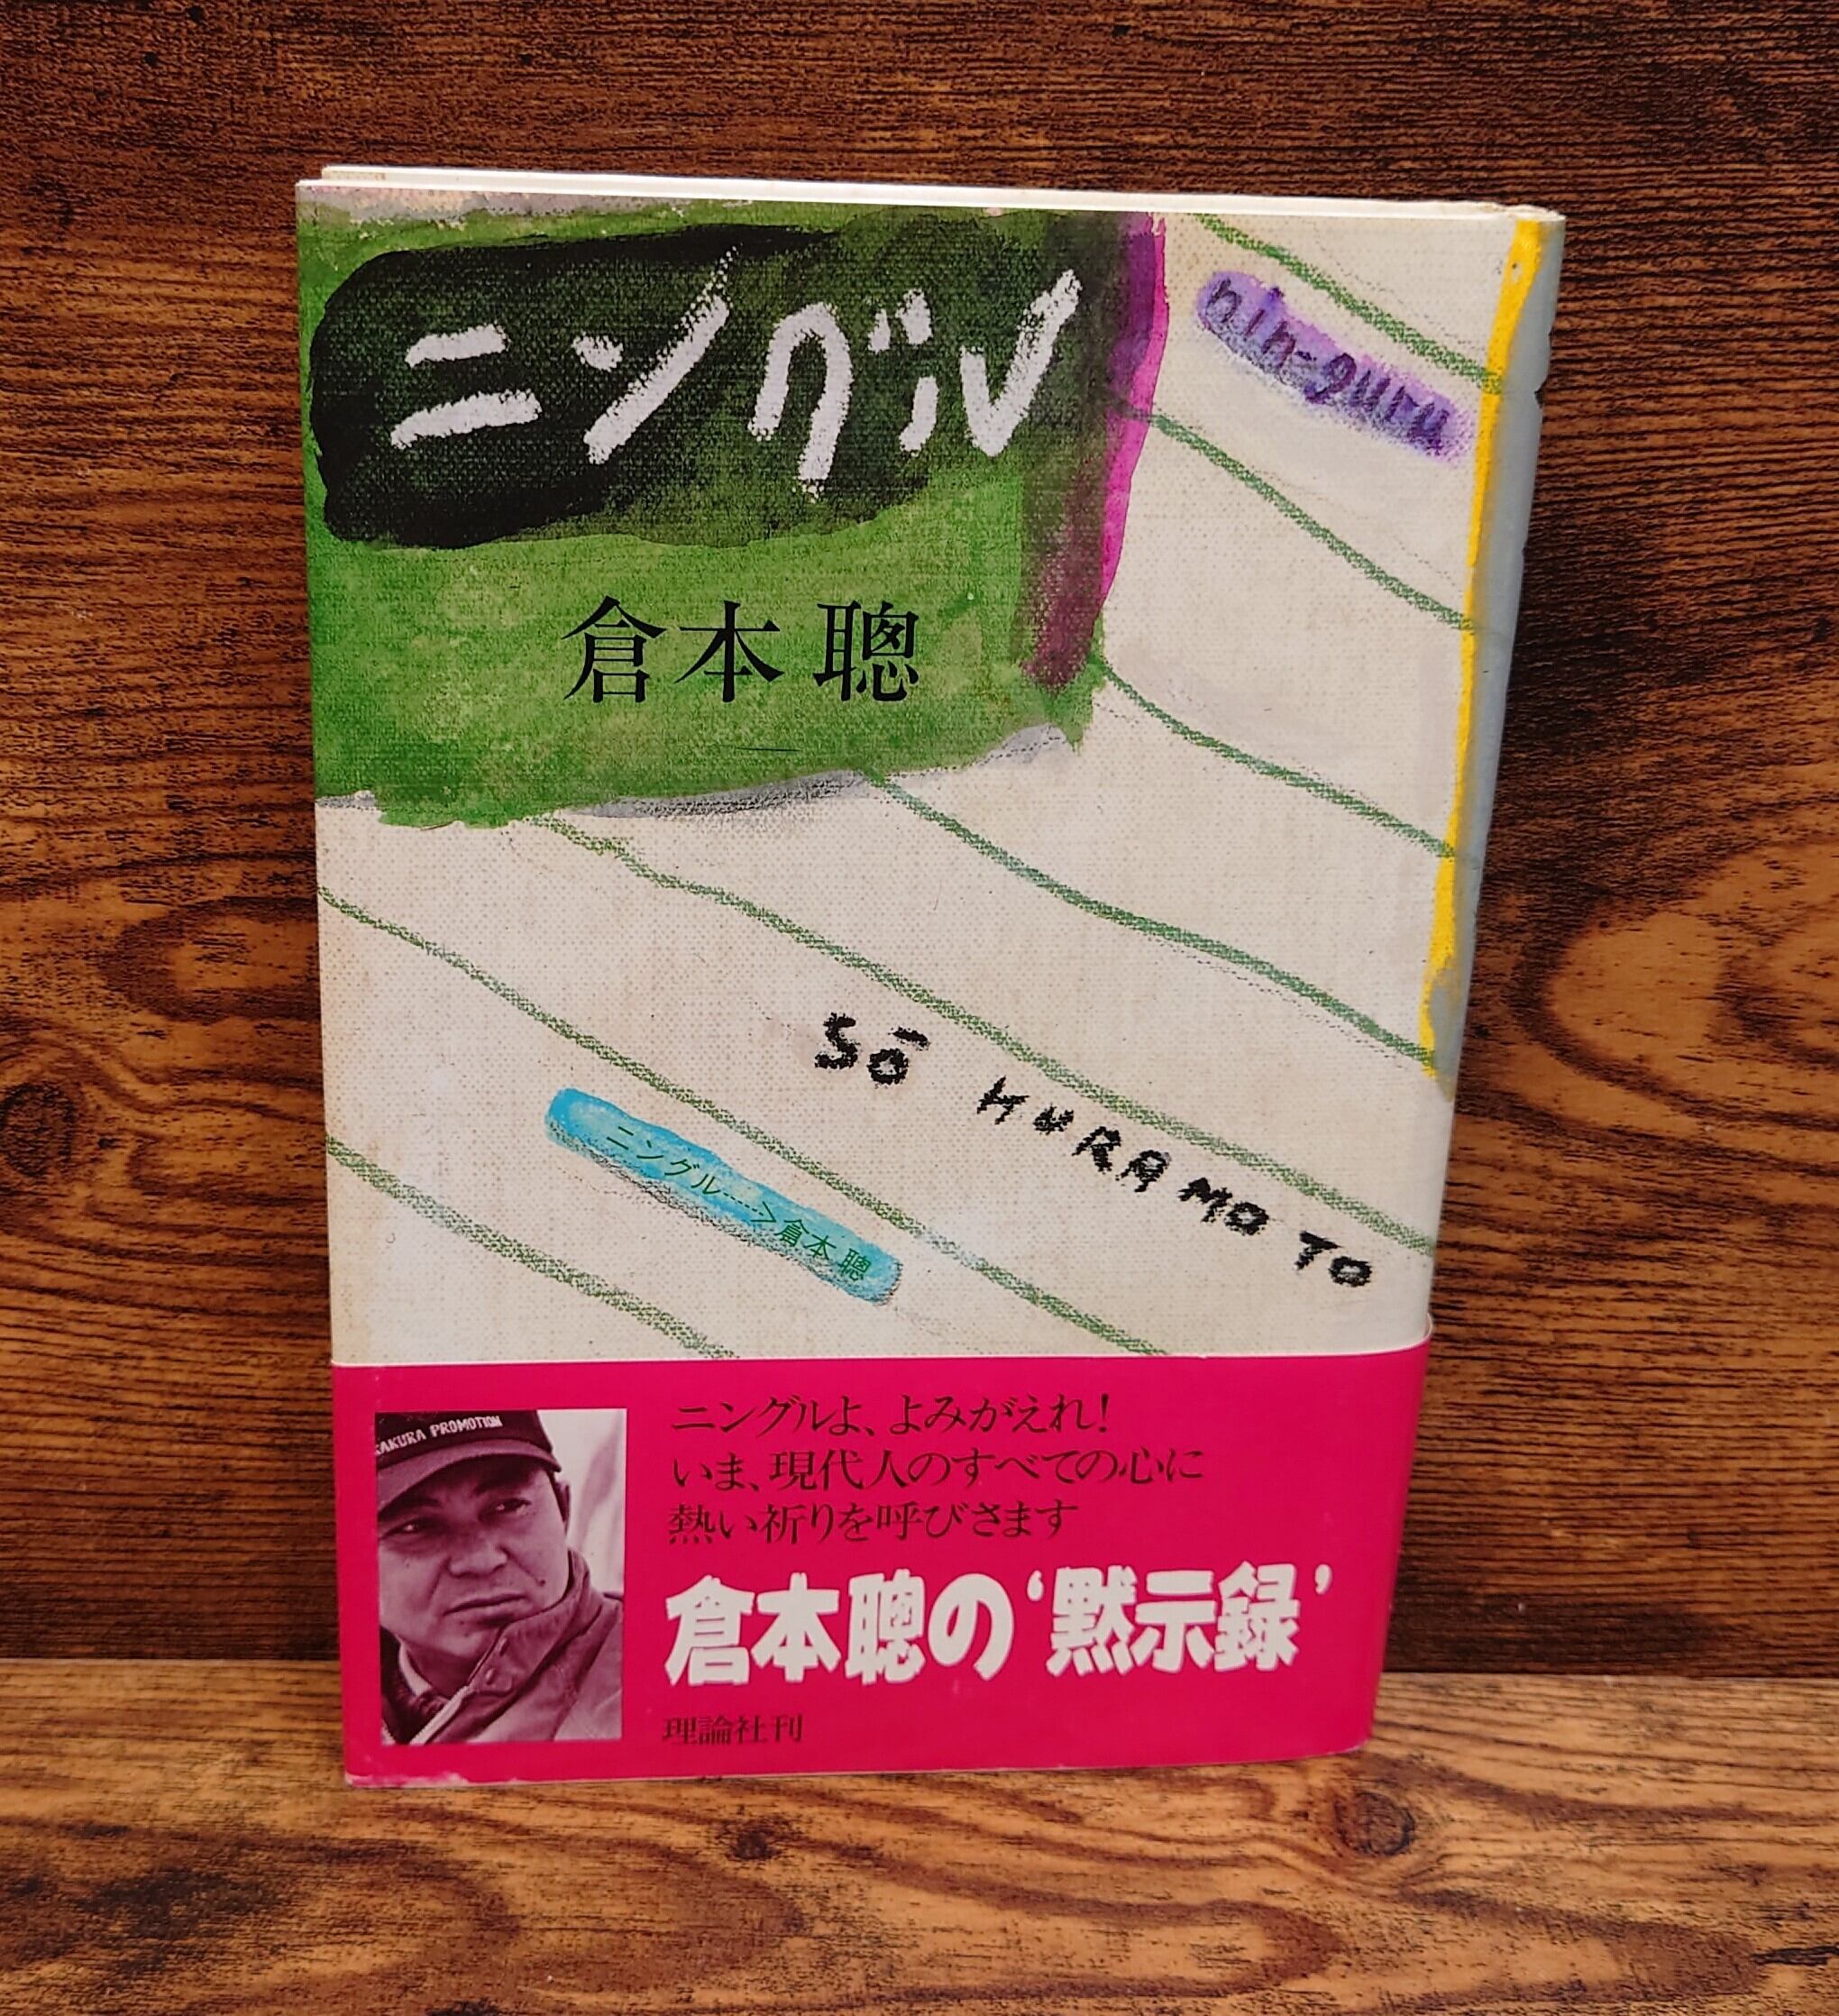 ニングル
nin-guru
倉本 聰
Sō KURAMOTO
ニングル┄┄>倉本 聰
KAKURA PROMOTION
ニングルよ、よみがえれ!
いま、現代人のすべての心に
熱い祈りを呼びさます
倉本聰の‘黙示録’
理論社刊